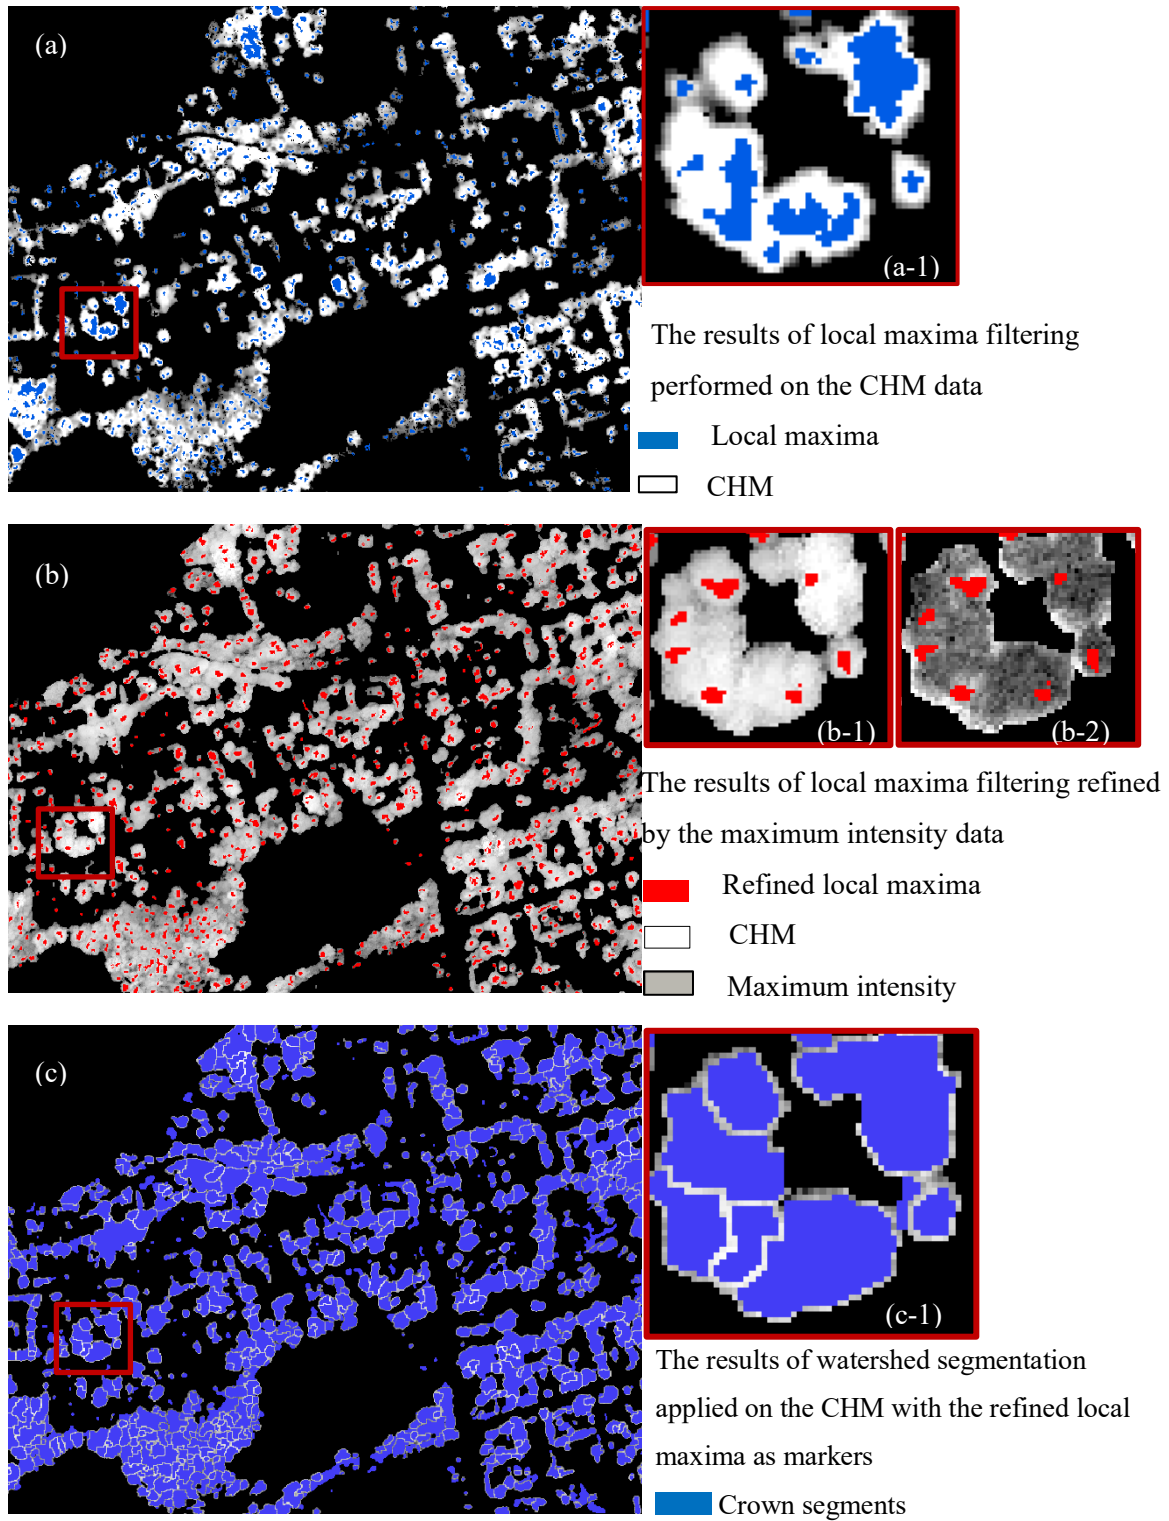 (a)
(a-1)
The results of local maxima filtering
performed on the CHM data
Local maxima
CHM
(b)
(b-1)
(b-2)
The results of local maxima filtering refined
by the maximum intensity data
Refined local maxima
CHM
Maximum intensity
(c)
(c-1)
The results of watershed segmentation
applied on the CHM with the refined local
maxima as markers
Crown segments